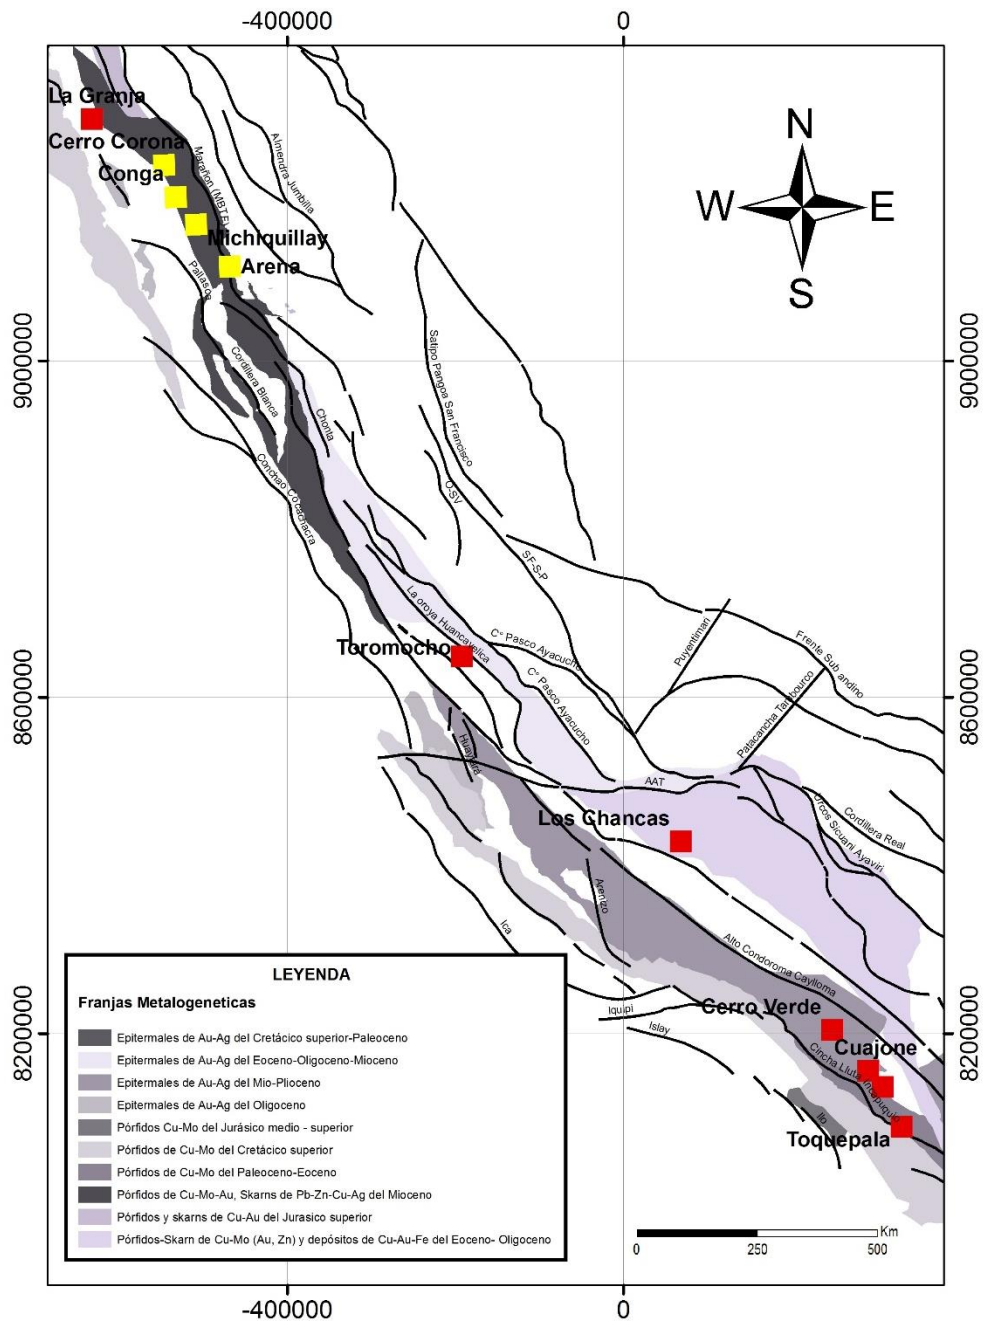 -400000
0
N
W
E
S
La Granja
Cerro Corona
Conga
Michiquillay
Arena
Marañon (MBTF)
Almendra Jumbilla
Pallasca
Cordillera Blanca
Chonta
Conchao Cocachacra
Satipo Pangoa San Francisco
O-SV
SF-S-P
9000000
9000000
La oroya Huancavelica
Toromocho
C° Pasco Ayacucho
C° Pasco Ayacucho
Puyentimari
Frente Sub andino
Patacancha Tambourco
8600000
8600000
Huaytará
AAT
Los Chancas
Urcos Sicuani Ayaviri
Cordillera Real
Arentzo
Ica
Alto Condoroma Caylloma
Iquipi
Islay
Cerro Verde
Cuajone
Cincha Lluta Incapuquio
Ilo
Toquepala
8200000
8200000
LEYENDA
Franjas Metalogeneticas
Epitermales de Au-Ag del Cretácico superior-Paleoceno
Epitermales de Au-Ag del Eoceno-Oligoceno-Mioceno
Epitermales de Au-Ag del Mio-Plioceno
Epitermales de Au-Ag del Oligoceno
Pórfidos Cu-Mo del Jurásico medio - superior
Pórfidos de Cu-Mo del Cretácico superior
Pórfidos de Cu-Mo del Paleoceno-Eoceno
Pórfidos de Cu-Mo-Au, Skarns de Pb-Zn-Cu-Ag del Mioceno
Pórfidos y skarns de Cu-Au del Jurasico superior
Pórfidos-Skarn de Cu-Mo (Au, Zn) y depósitos de Cu-Au-Fe del Eoceno- Oligoceno
Km
0 250 500
-400000
0